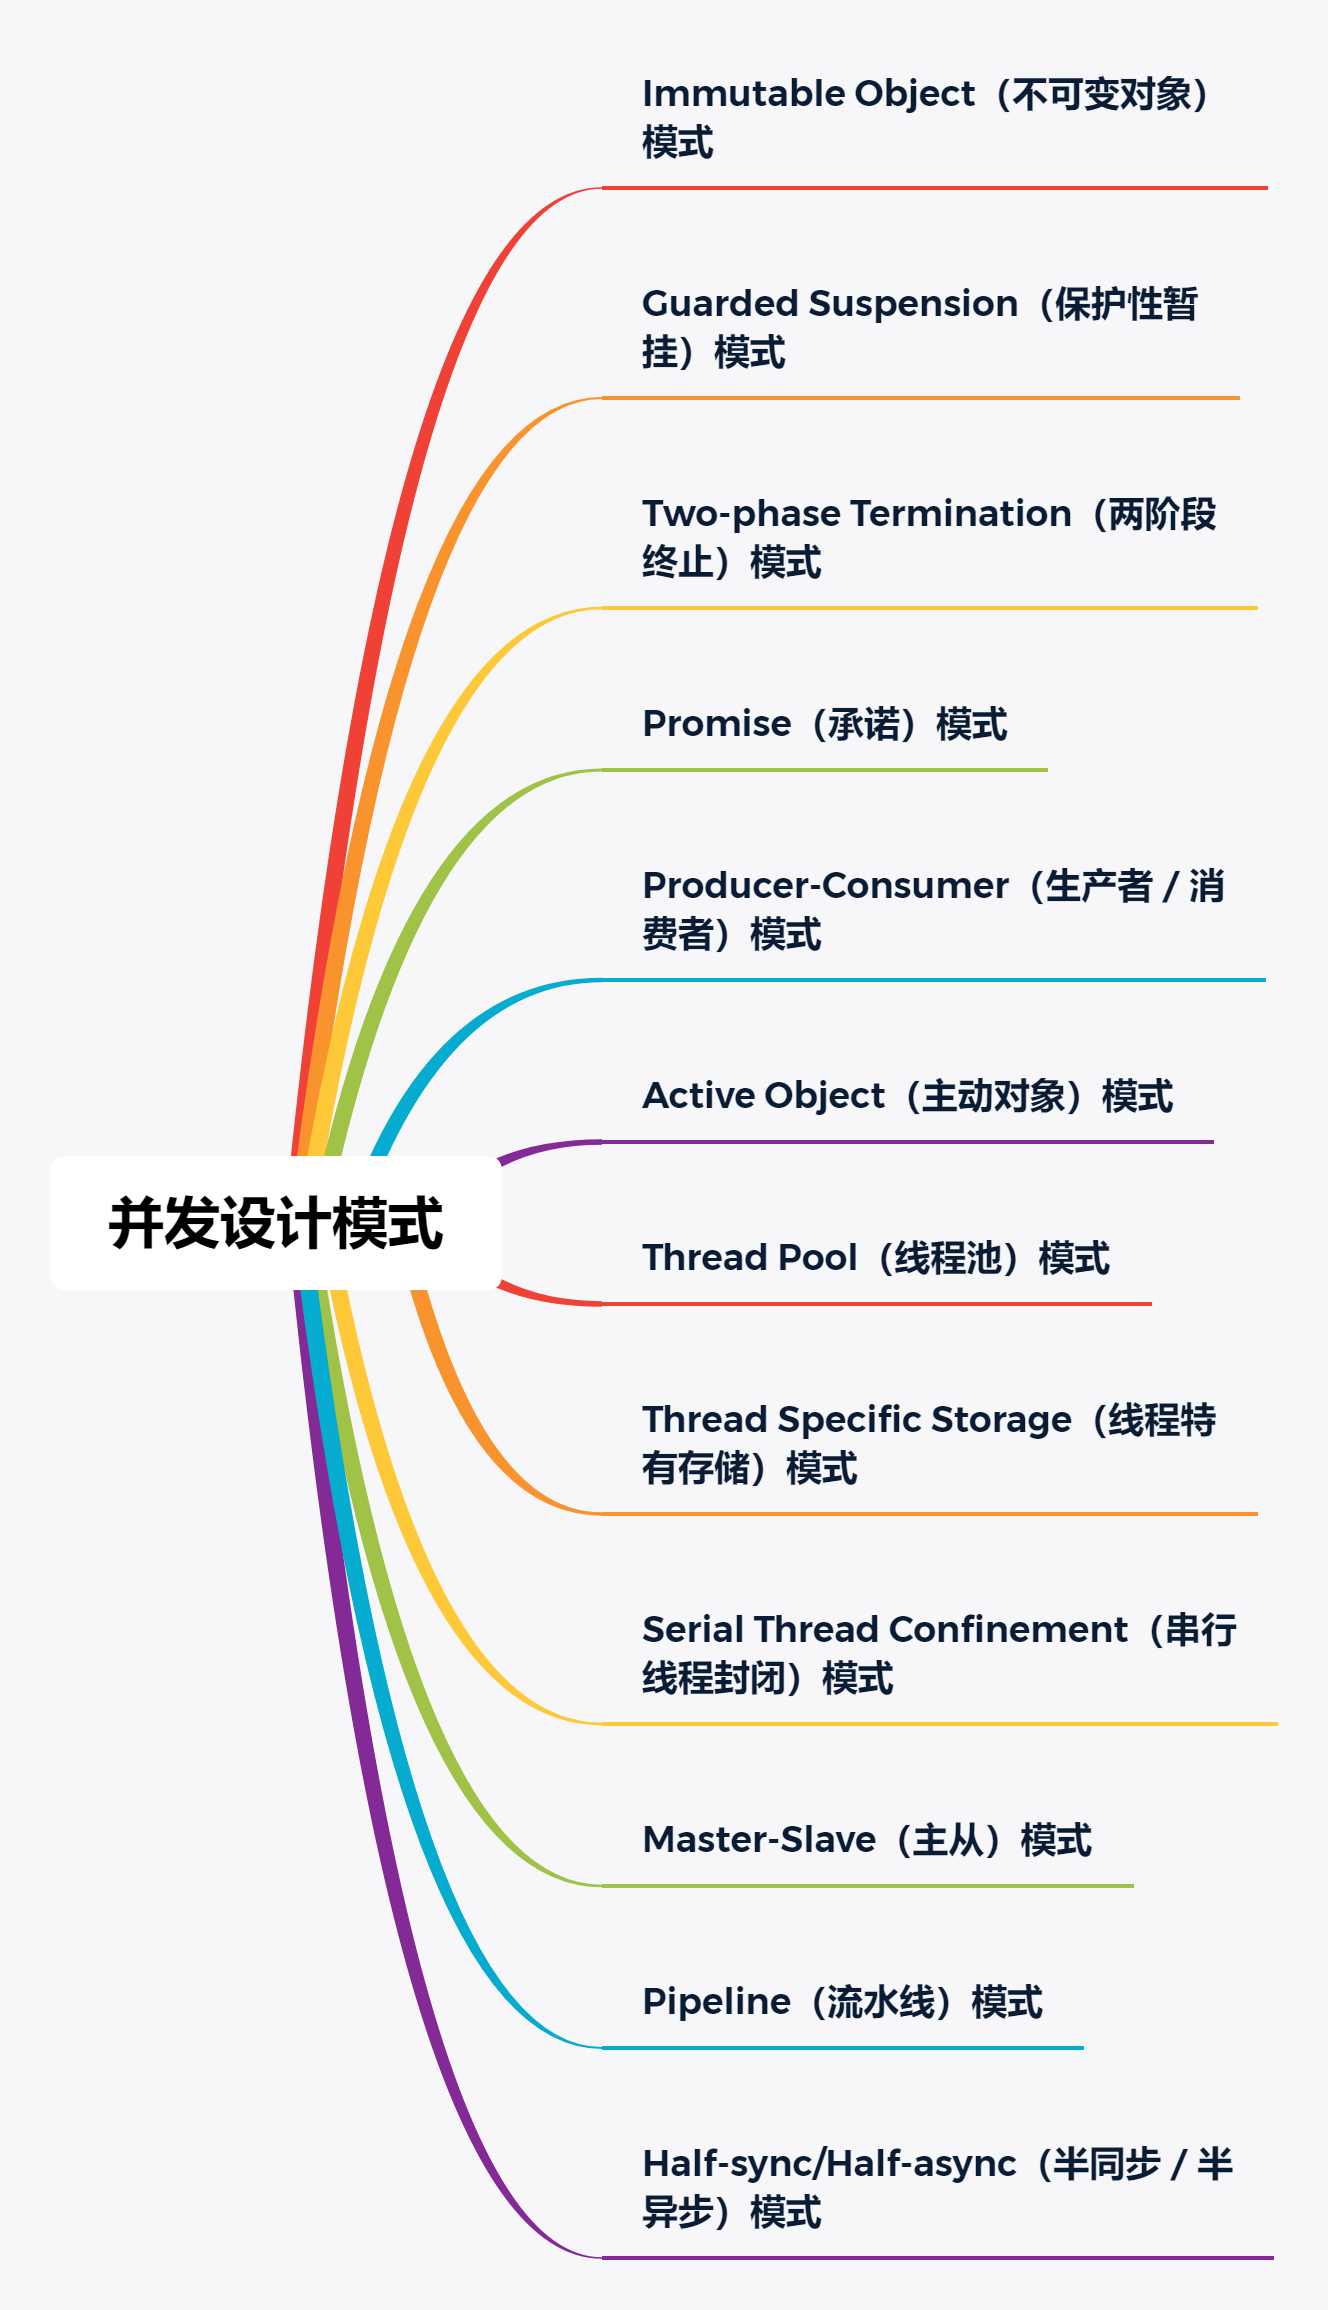 Immutable Object（不可变对象）
模式
Guarded Suspension（保护性暂
挂）模式
Two-phase Termination（两阶段
终止）模式
Promise（承诺）模式
Producer-Consumer（生产者 / 消
费者）模式
Active Object（主动对象）模式
并发设计模式
Thread Pool（线程池）模式
Thread Specific Storage（线程特
有存储）模式
Serial Thread Confinement（串行
线程封闭）模式
Master-Slave（主从）模式
Pipeline（流水线）模式
Half-sync/Half-async（半同步 / 半
异步）模式